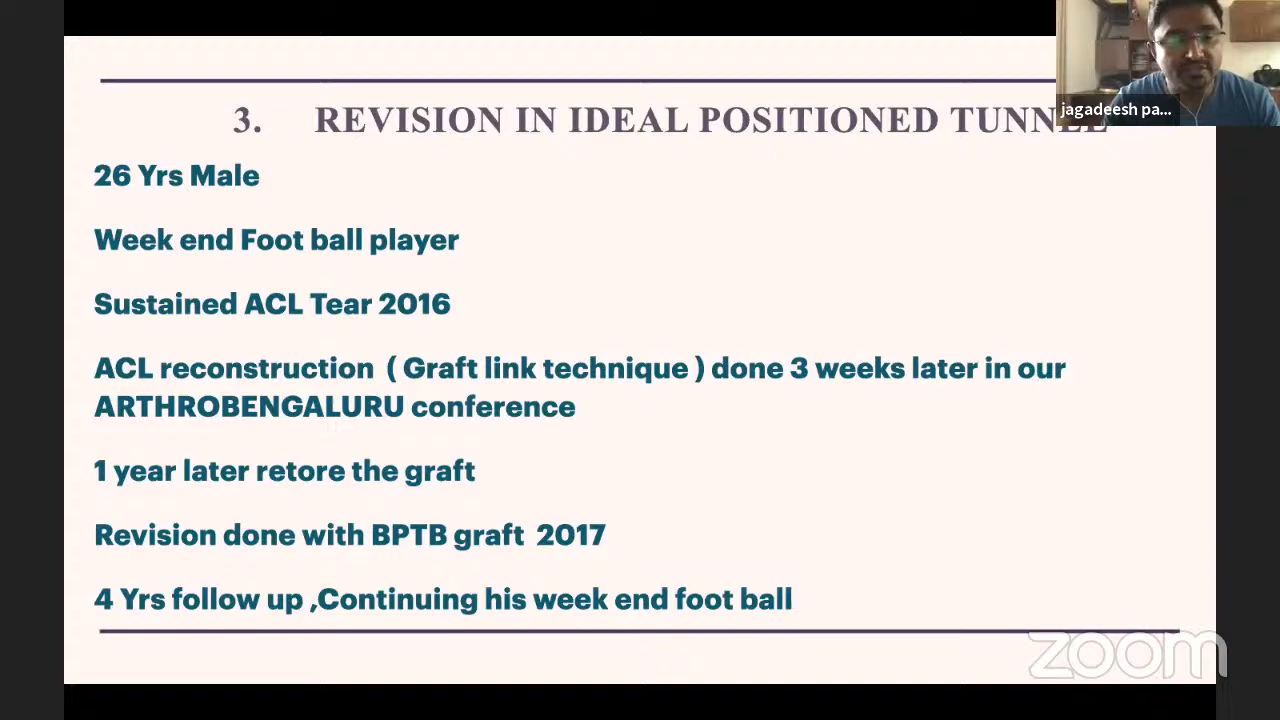 3. REVISION IN IDEAL POSITIONED TUNNEL
jagadeesh pa...
26 Yrs Male
Week end Foot ball player
Sustained ACL Tear 2016
ACL reconstruction ( Graft link technique ) done 3 weeks later in our
ARTHROBENGALURU conference
1 year later retore the graft
Revision done with BPTB graft 2017
4 Yrs follow up ,Continuing his week end foot ball
zoom